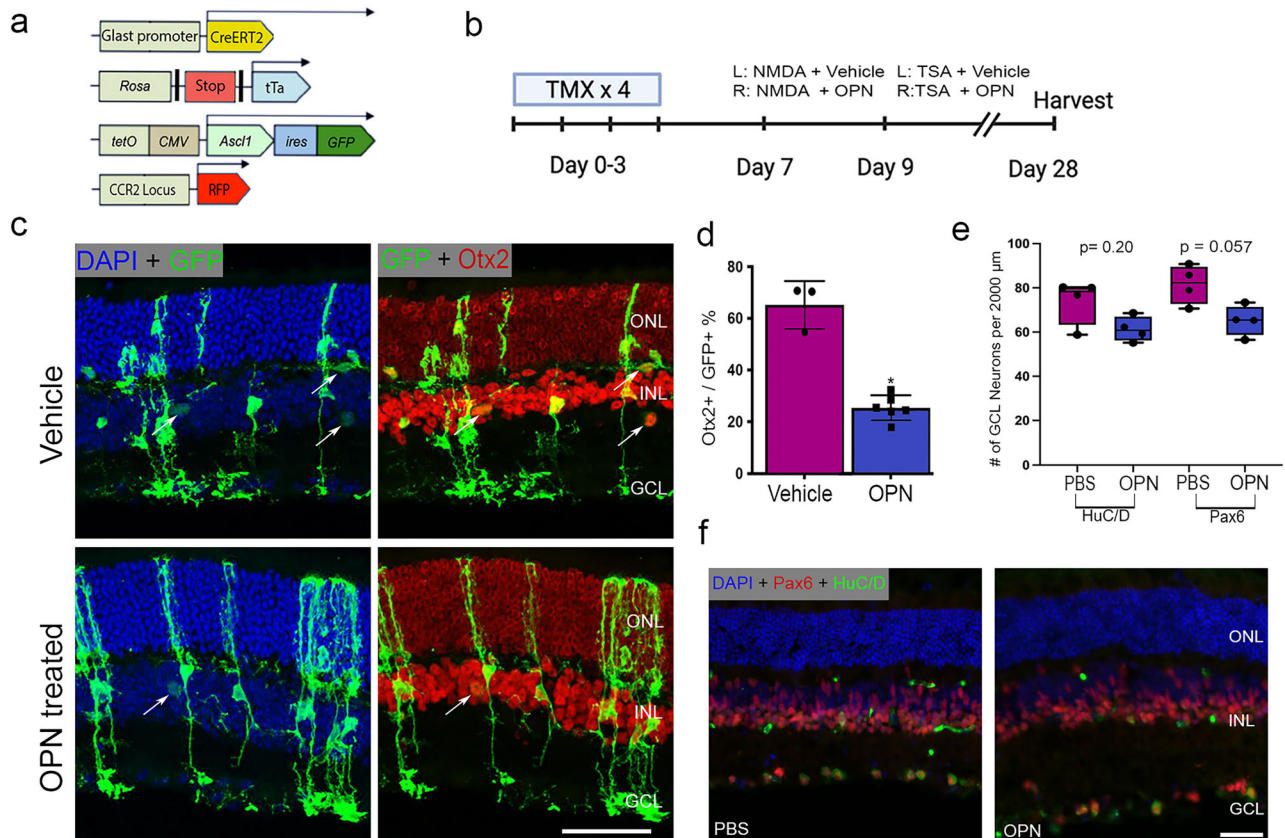 a
Glast promoter CreERT2
Rosa Stop tTa
tetO CMV Ascl1 ires GFP
CCR2 Locus RFP
b
TMX x 4
L: NMDA + Vehicle L: TSA + Vehicle
R: NMDA + OPN R:TSA + OPN
Harvest
Day 0-3 Day 7 Day 9 Day 28
c
DAPI + GFP GFP + Otx2
Vehicle
ONL
INL
GCL
OPN treated
ONL
INL
GCL
d
Otx2+ / GFP+ %
80
60
40
20
0
*
Vehicle OPN
e
# of GCL Neurons per 2000 µm
100
80
60
40
20
0
p= 0.20 p = 0.057
PBS OPN PBS OPN
HuC/D Pax6
f
DAPI + Pax6 + HuC/D
ONL
INL
GCL
PBS OPN